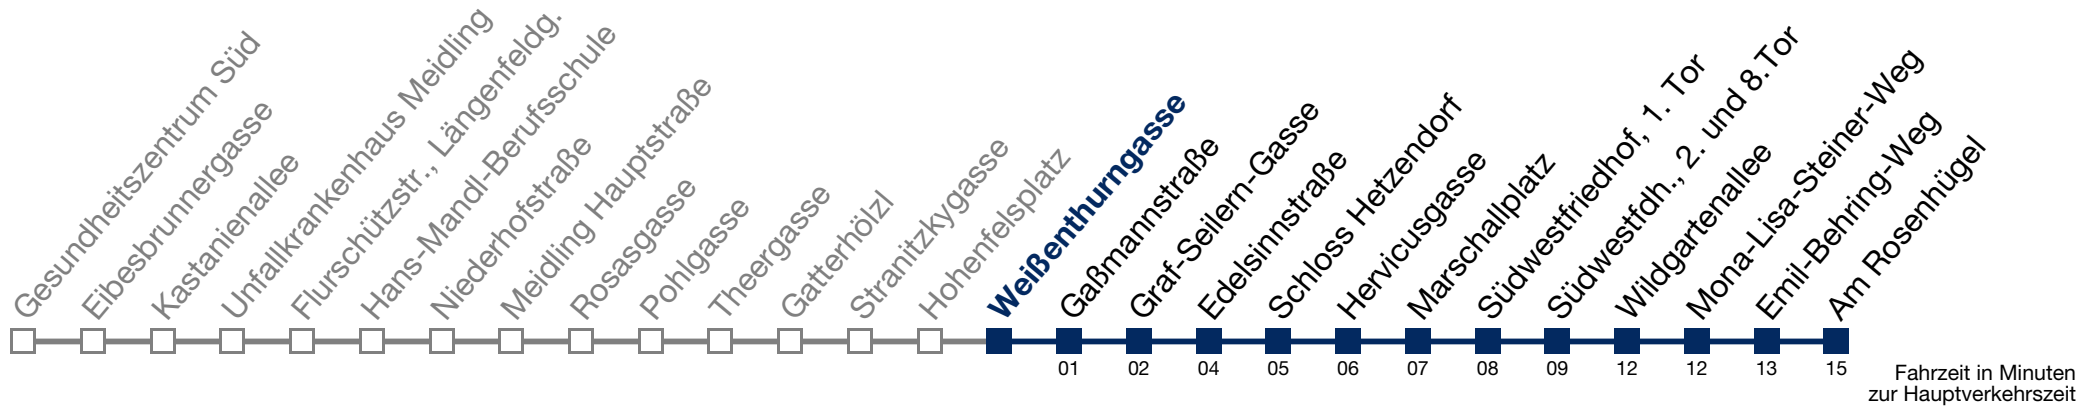 Gesundheitszentrum Süd
Eibesbrunnergasse
Kastanienallee
Unfallkrankenhaus Meidling
Flurschützstr., Längenfeldg.
Hans-Mandl-Berufsschule
Niederhofstraße
Meidling Hauptstraße
Rosasgasse
Pohlgasse
Theergasse
Gatterhölzl
Stranitzkygasse
Hohenfelsplatz
Weißenthurngasse
Gaßmannstraße
Graf-Seilern-Gasse
Edelsinnstraße
Schloss Hetzendorf
Hervicusgasse
Marschallplatz
Südwestfriedhof, 1. Tor
Südwestfdh., 2. und 8.Tor
Wildgartenallee
Mona-Lisa-Steiner-Weg
Emil-Behring-Weg
Am Rosenhügel
01 02 04 05 06 07 08 09 12 12 13 15
Fahrzeit in Minuten
zur Hauptverkehrszeit